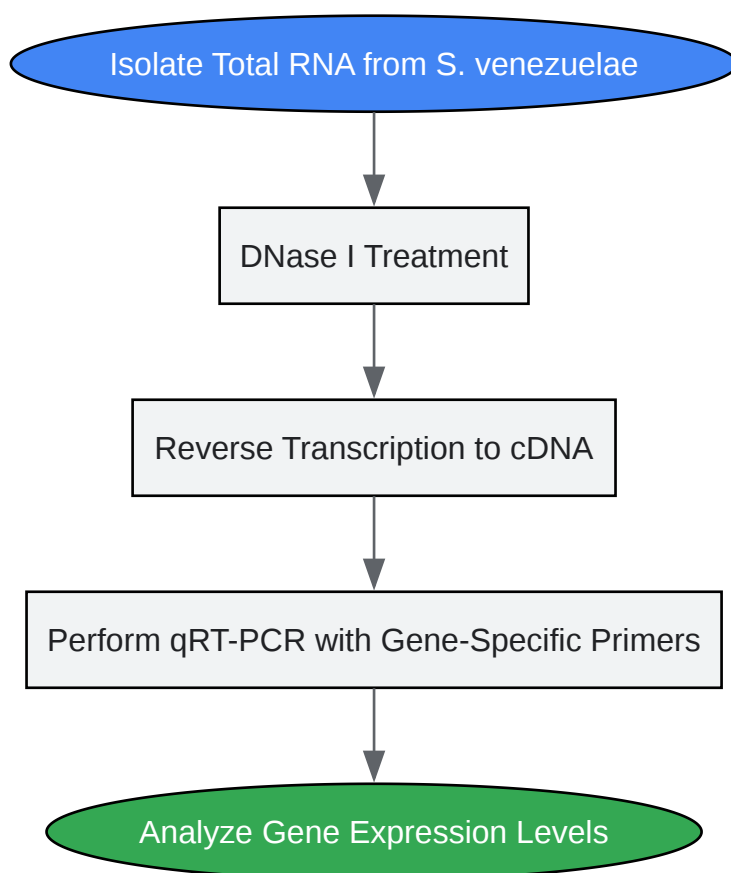 Isolate Total RNA from S. venezuelae
DNase I Treatment
Reverse Transcription to cDNA
Perform qRT-PCR with Gene-Specific Primers
Analyze Gene Expression Levels